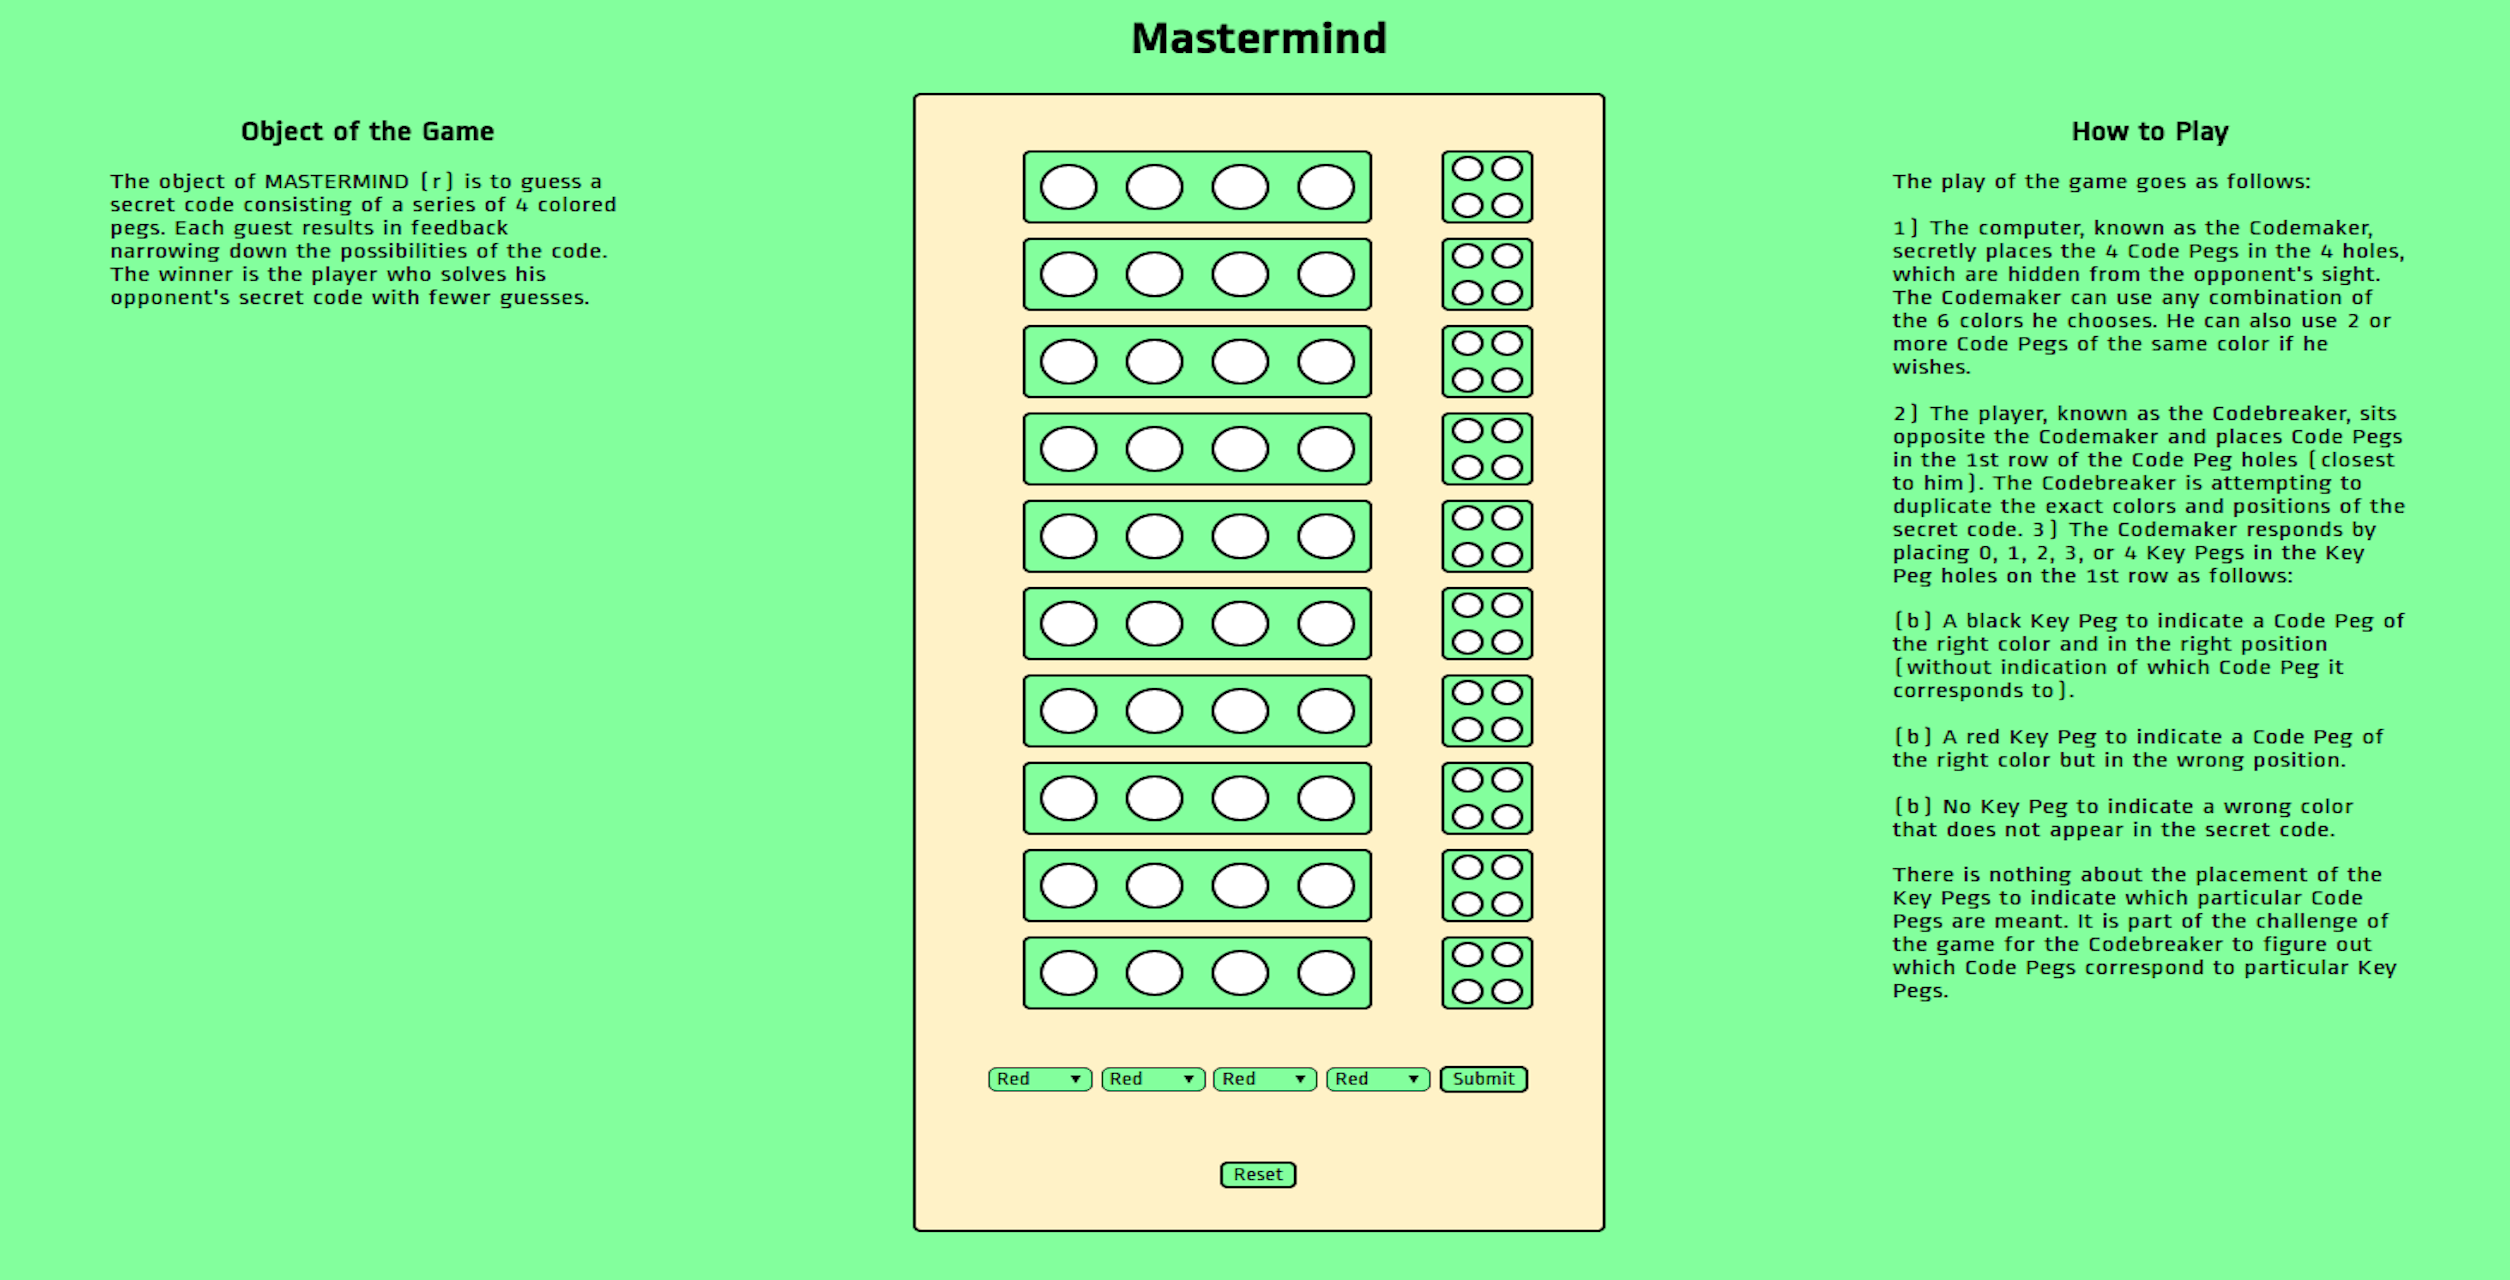 Mastermind
Object of the Game
The object of MASTERMIND (r) is to guess a
secret code consisting of a series of 4 colored
pegs. Each guest results in feedback
narrowing down the possibilities of the code.
The winner is the player who solves his
opponent's secret code with fewer guesses.
Red
Red
Red
Red
Submit
Reset
How to Play
The play of the game goes as follows:
1) The computer, known as the Codemaker,
secretly places the 4 Code Pegs in the 4 holes,
which are hidden from the opponent's sight.
The Codemaker can use any combination of
the 6 colors he chooses. He can also use 2 or
more Code Pegs of the same color if he
wishes.
2) The player, known as the Codebreaker, sits
opposite the Codemaker and places Code Pegs
in the 1st row of the Code Peg holes (closest
to him). The Codebreaker is attempting to
duplicate the exact colors and positions of the
secret code. 3) The Codemaker responds by
placing 0, 1, 2, 3, or 4 Key Pegs in the Key
Peg holes on the 1st row as follows:
(b) A black Key Peg to indicate a Code Peg of
the right color and in the right position
(without indication of which Code Peg it
corresponds to).
(b) A red Key Peg to indicate a Code Peg of
the right color but in the wrong position.
(b) No Key Peg to indicate a wrong color
that does not appear in the secret code.
There is nothing about the placement of the
Key Pegs to indicate which particular Code
Pegs are meant. It is part of the challenge of
the game for the Codebreaker to figure out
which Code Pegs correspond to particular Key
Pegs.